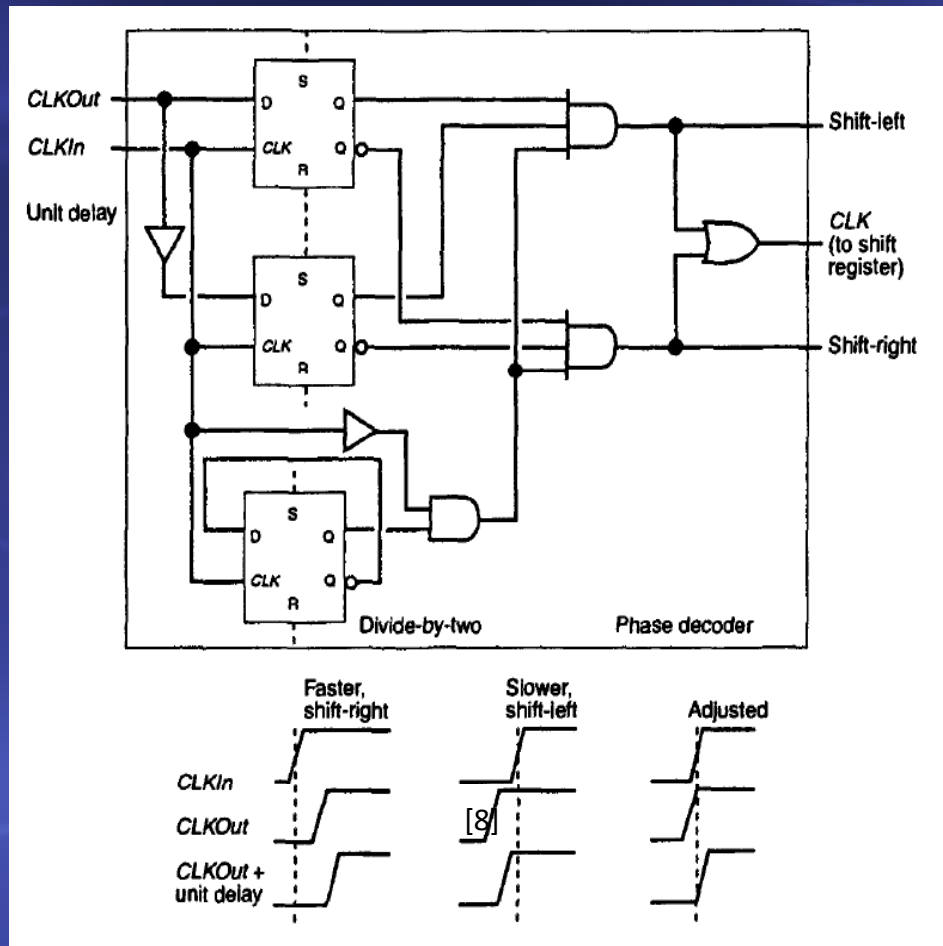 CLKOut
CLKIn
Unit delay
S
D
Q
CLK
Q
R
S
D
Q
CLK
Q
R
S
D
Q
CLK
Q
R
Shift-left
CLK
(to shift
register)
Shift-right
Divide-by-two
Phase decoder
Faster,
shift-right
Slower,
shift-left
Adjusted
CLKIn
CLKOut
[8]
CLKOut +
unit delay